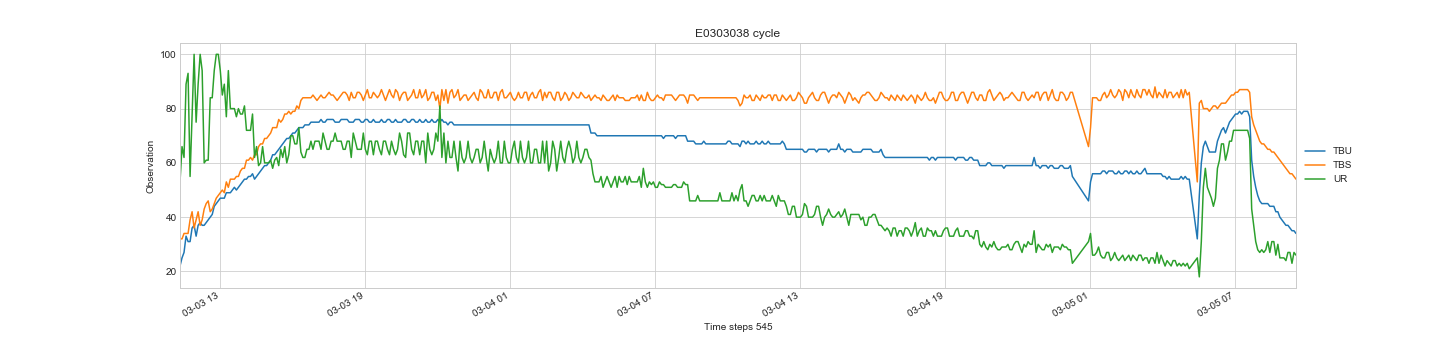 E0303038 cycle
Observation
100
80
60
40
20
03-03 13
03-03 19
03-04 01
03-04 07
03-04 13
03-04 19
03-05 01
03-05 07
Time steps 545
TBU
TBS
UR